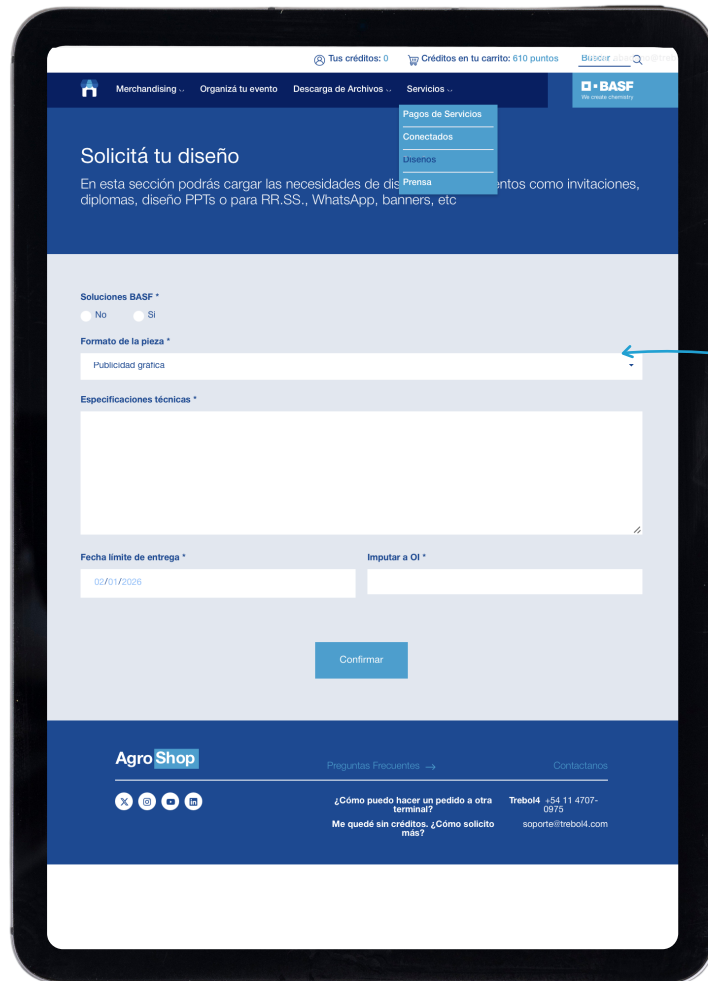 Tus créditos: 0 Créditos en tu carrito: 610 puntos Buscar
Merchandising Organizá tu evento Descarga de Archivos Servicios BASF
We create chemistry
Pagos de Servicios
Conectados
Diseños
Prensa
Solicitá tu diseño
En esta sección podrás cargar las necesidades de dis entos como invitaciones,
diplomas, diseño PPTs o para RR.SS., WhatsApp, banners, etc
Soluciones BASF *
No Si
Formato de la pieza *
Publicidad gráfica
Especificaciones técnicas *
Fecha límite de entrega * Imputar a OI *
02/01/2026
Confirmar
Agro Shop
Preguntas Frecuentes → Contactanos
¿Cómo puedo hacer un pedido a otra
terminal?
Me quedé sin créditos. ¿Cómo solicito
más?
Trebol4 +54 11 4707-
0975
soporte@trebol4.com